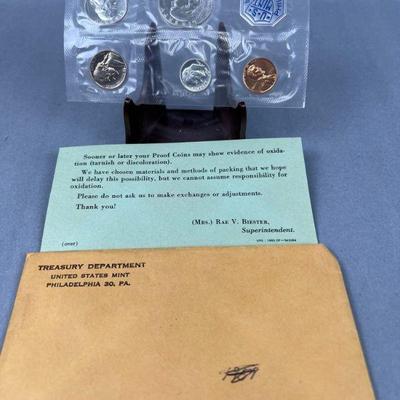 U.S.
MINT
Sooner or later your Proof Coins may show evidence of oxida-
tion (tarnish or discoloration).
We have chosen materials and methods of packing that we hope
will delay this possibility, but we cannot assume responsibility for
oxidation.
Please do not ask us to make exchanges or adjustments.
Thank you!
(Mrs.) Rae V. Biester,
Superintendent.
(over)
TREASURY DEPARTMENT
UNITED STATES MINT
PHILADELPHIA 30, PA.